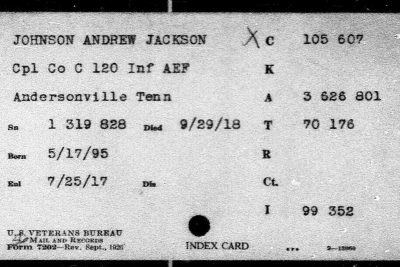 JOHNSON ANDREW JACKSON X C 105 607
Cpl Co C 120 Inf AEF K
Andersonville Tenn A 3 626 801
Sn 1 319 828 Died 9/29/18 T 70 176
Born 5/17/95 R
Enl 7/25/17 Dis Ct.
I 99 352
U.S. VETERANS BUREAU
MAIL AND RECORDS
Form 7202—Rev. Sept., 1926 INDEX CARD